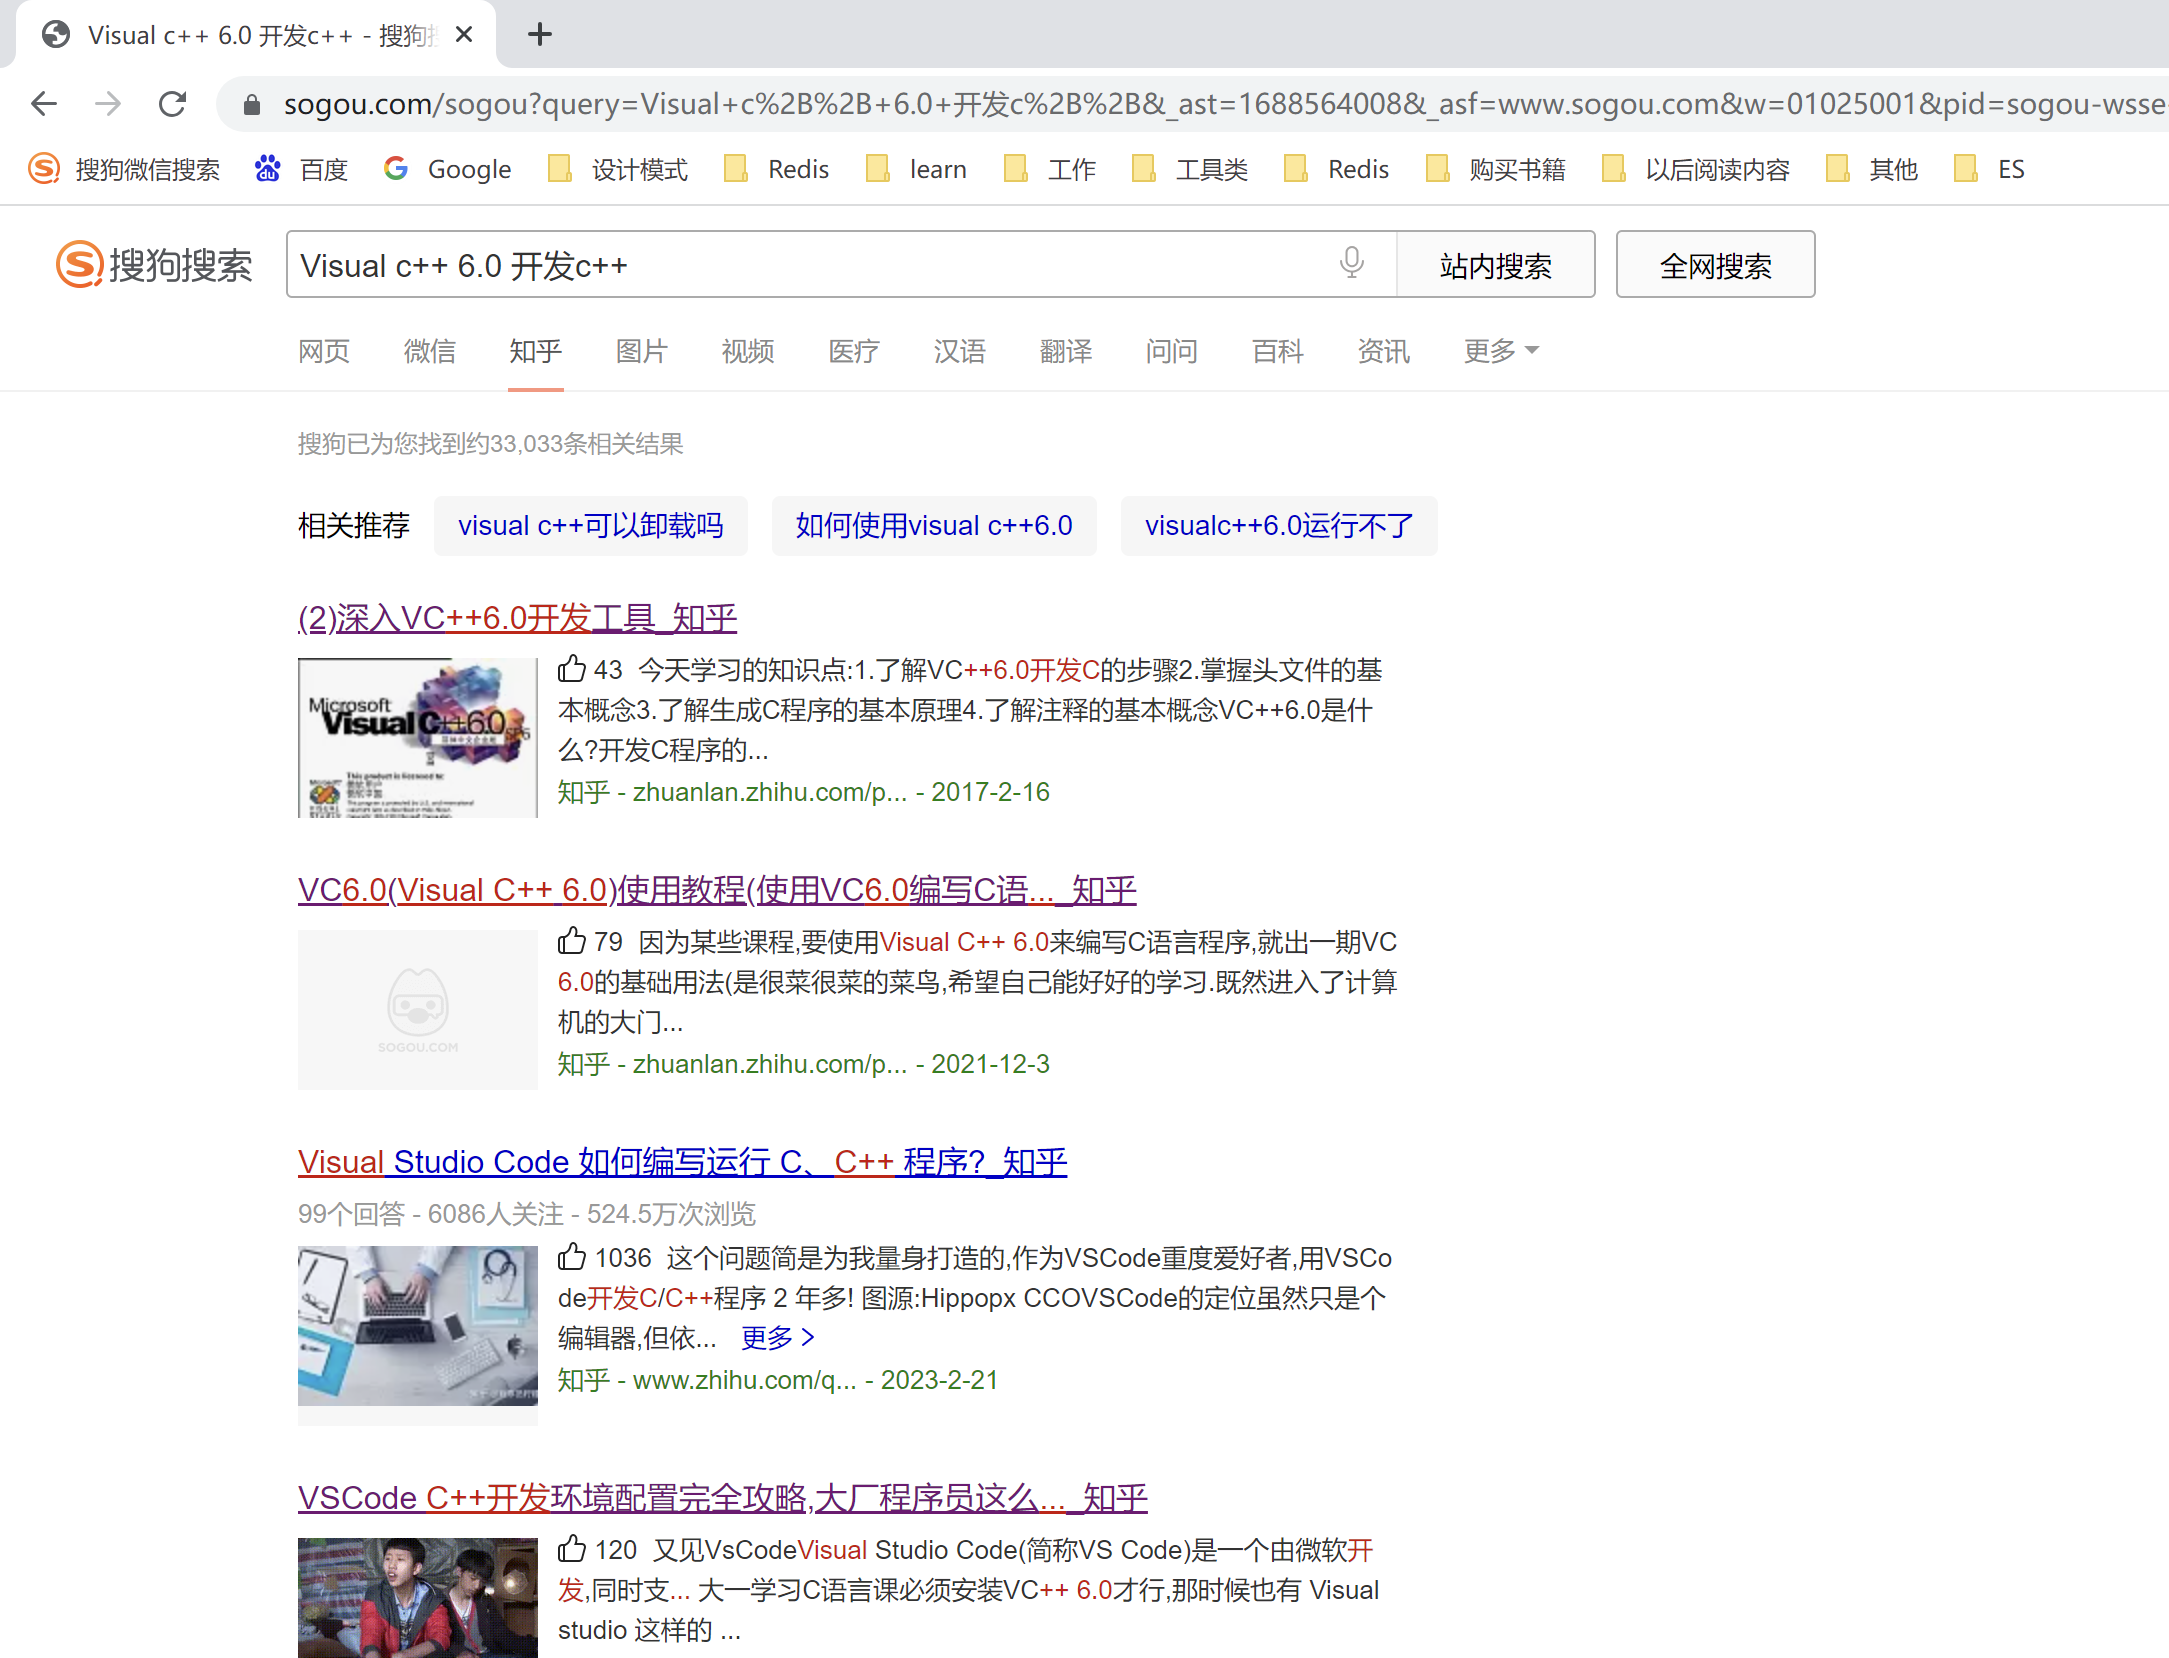 Visual c++ 6.0 开发c++ - 搜狗
sogou.com/sogou?query=Visual+c%2B%2B+6.0+开发c%2B%2B&_ast=1688564008&_asf=www.sogou.com&w=01025001&pid=sogou-wsse-
搜狗微信搜索 百度 Google 设计模式 Redis learn 工作 工具类 Redis 购买书籍 以后阅读内容 其他 ES
搜狗搜索 Visual c++ 6.0 开发c++ 站内搜索 全网搜索
网页 微信 知乎 图片 视频 医疗 汉语 翻译 问问 百科 资讯 更多
搜狗已为您找到约33,033条相关结果
相关推荐 visual c++可以卸载吗 如何使用visual c++6.0 visualc++6.0运行不了
(2)深入VC++6.0开发工具_知乎
Microsoft
Visual C++6.0
This product is licensed to:
43 今天学习的知识点:1.了解VC++6.0开发C的步骤2.掌握头文件的基
本概念3.了解生成C程序的基本原理4.了解注释的基本概念VC++6.0是什
么?开发C程序的...
知乎 - zhuanlan.zhihu.com/p... - 2017-2-16
VC6.0(Visual C++ 6.0)使用教程(使用VC6.0编写C语..._知乎
SOGOU.COM
79 因为某些课程,要使用Visual C++ 6.0来编写C语言程序,就出一期VC
6.0的基础用法(是很菜很菜的菜鸟,希望自己能好好的学习.既然进入了计算
机的大门...
知乎 - zhuanlan.zhihu.com/p... - 2021-12-3
Visual Studio Code 如何编写运行 C、C++ 程序?_知乎
99个回答 - 6086人关注 - 524.5万次浏览
1036 这个问题简是为我量身打造的,作为VSCode重度爱好者,用VSCo
de开发C/C++程序 2 年多! 图源:Hippopx CCOVSCode的定位虽然只是个
编辑器,但依... 更多 >
知乎 - www.zhihu.com/q... - 2023-2-21
VSCode C++开发环境配置完全攻略,大厂程序员这么..._知乎
120 又见VsCodeVisual Studio Code(简称VS Code)是一个由微软开
发,同时支... 大一学习C语言课必须安装VC++ 6.0才行,那时候也有 Visual
studio 这样的 ...